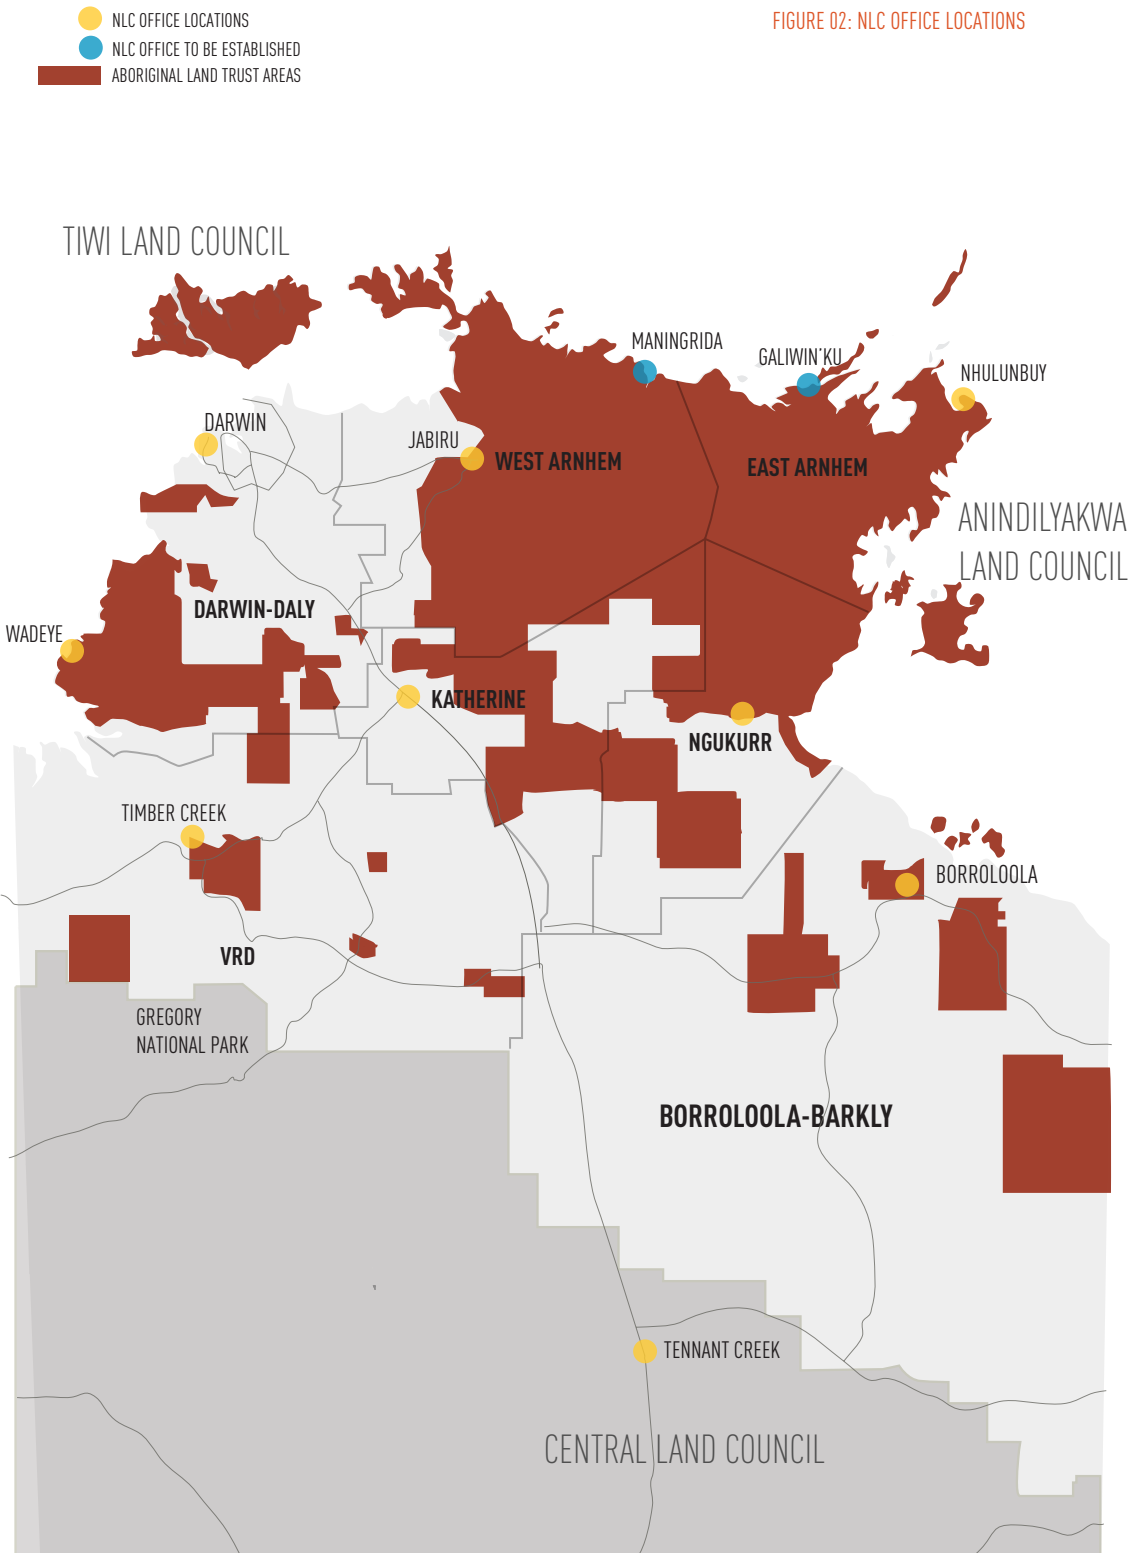 NLC OFFICE LOCATIONS
NLC OFFICE TO BE ESTABLISHED
ABORIGINAL LAND TRUST AREAS
FIGURE 02: NLC OFFICE LOCATIONS
TIWI LAND COUNCIL
MANINGRIDA
GALIWIN'KU
NHULUNBUY
DARWIN
JABIRU
WEST ARNHEM
EAST ARNHEM
ANINDILYAKWA
LAND COUNCIL
DARWIN-DALY
WADEYE
KATHERINE
NGUKURR
TIMBER CREEK
BORROLOOLA
VRD
GREGORY
NATIONAL PARK
BORROLOOLA-BARKLY
TENNANT CREEK
CENTRAL LAND COUNCIL